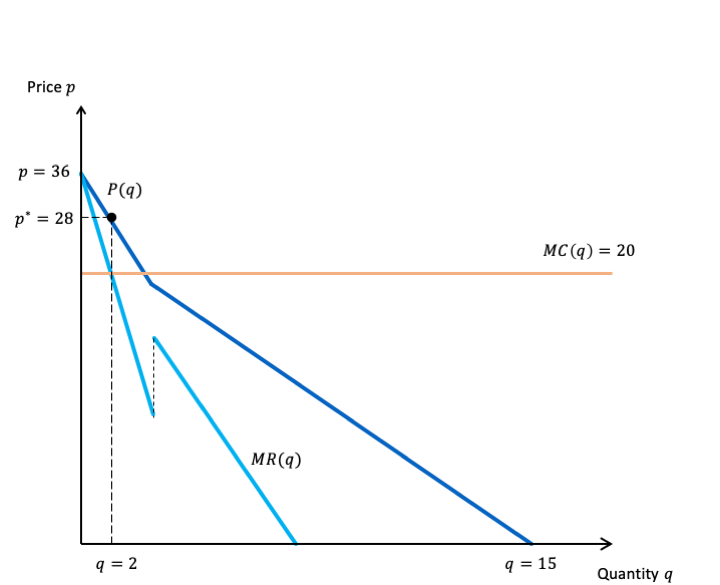 Price p
p = 36
P(q)
p* = 28
MC(q) = 20
MR(q)
q = 2
q = 15
Quantity q